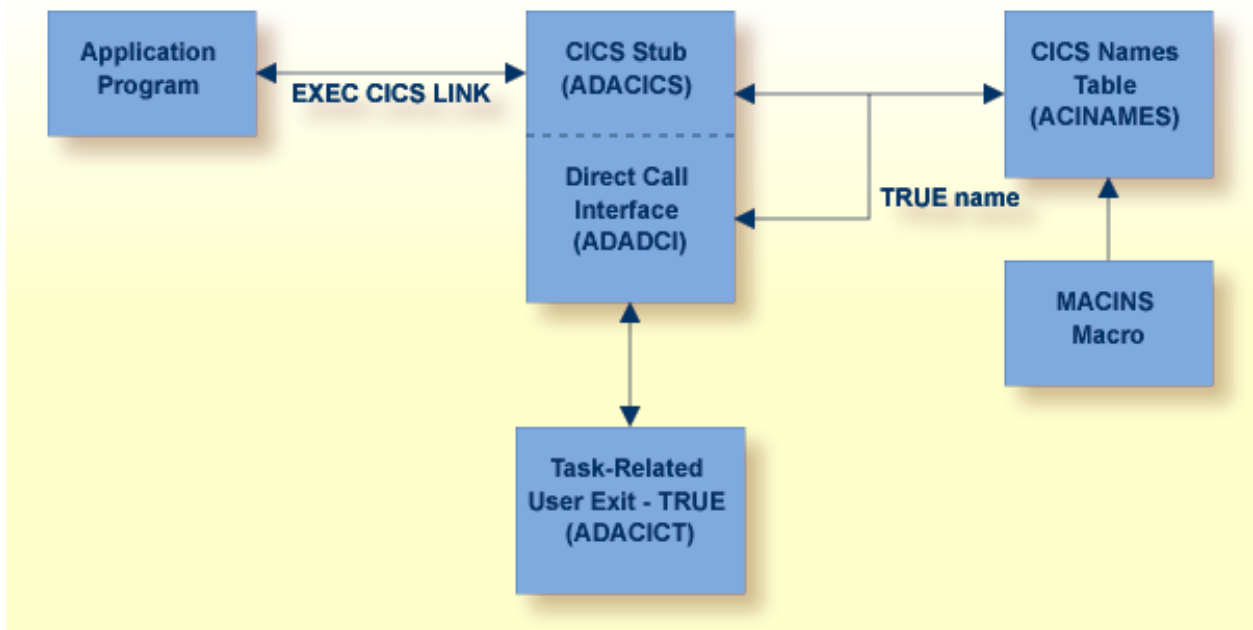 Application
Program
EXEC CICS LINK
CICS Stub
(ADACICS)
Direct Call
Interface
(ADADCI)
TRUE name
CICS Names
Table
(ACINAMES)
MACINS
Macro
Task-Related
User Exit - TRUE
(ADACICT)